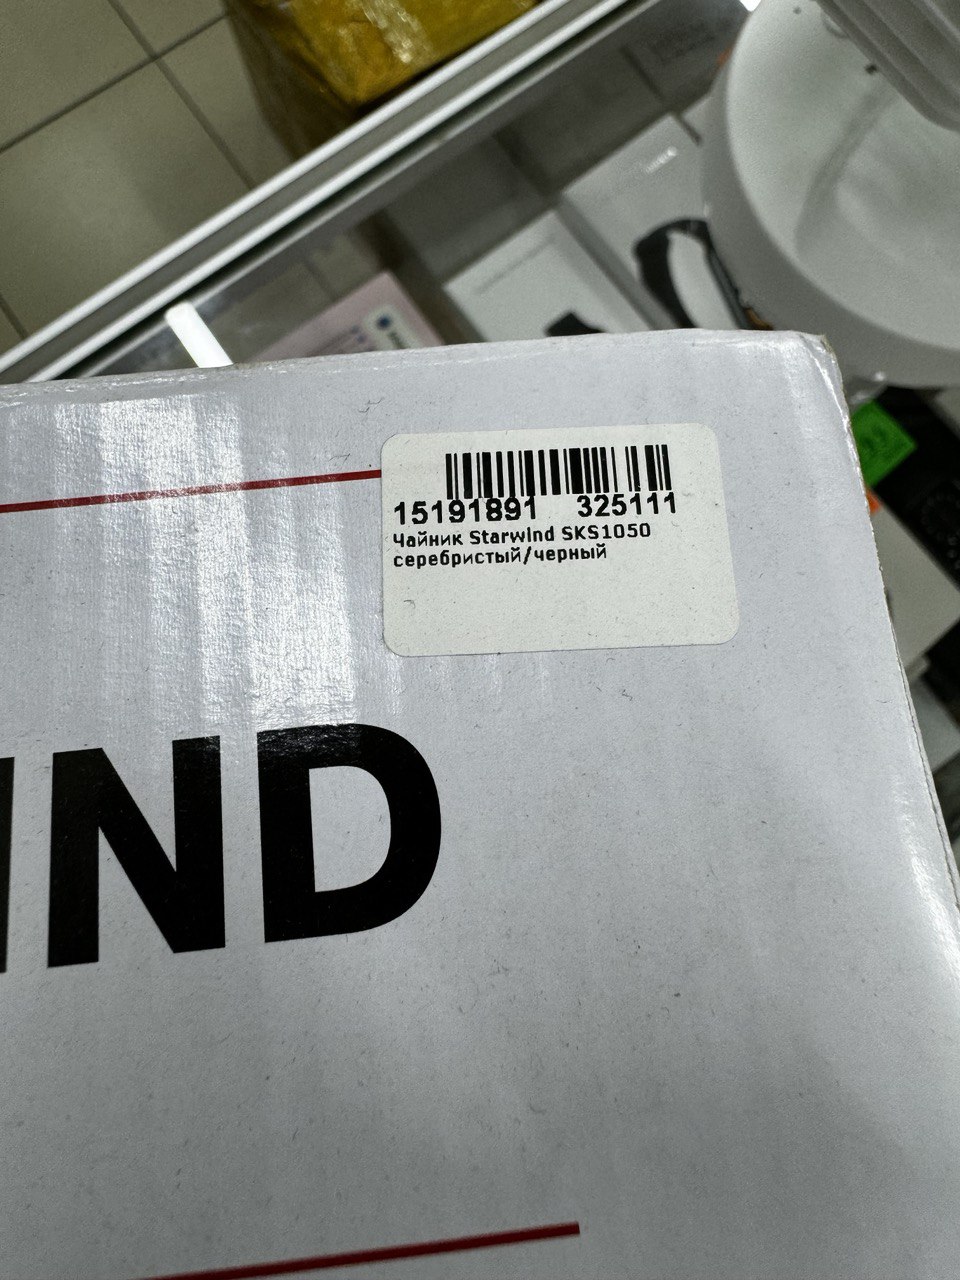 15191891 325111
Чайник Starwind SKS1050
серебристый/черный
IND